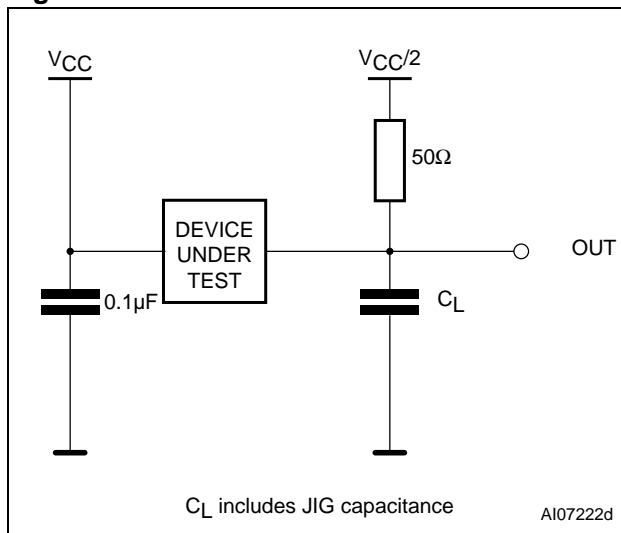 VCC
VCC/2
50Ω
DEVICE
UNDER
TEST
OUT
0.1µF
CL
CL includes JIG capacitance
AI07222d